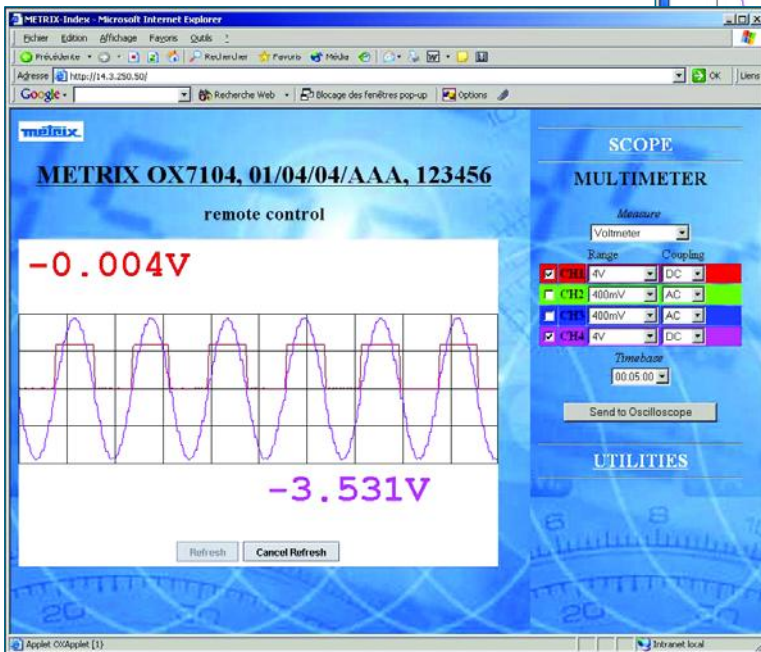 METRIX-Index - Microsoft Internet Explorer
Fichier Edition Affichage Favoris Outils ?
Précédente Rechercher Favoris Média
Adresse http://14.3.250.50/ OK Liens
Google Recherche Web Blocage des fenêtres pop-up Options
metrix
METRIX OX7104, 01/04/04/AAA, 123456
remote control
-0.004V
-3.531V
Refresh Cancel Refresh
SCOPE
MULTIMETER
Measure
Voltmeter
Range Coupling
CH1 4V DC
CH2 400mV AC
CH3 400mV AC
CH4 4V DC
Timebase
00:05:00
Send to Oscilloscope
UTILITIES
Applet OXApplet (1) Intranet local